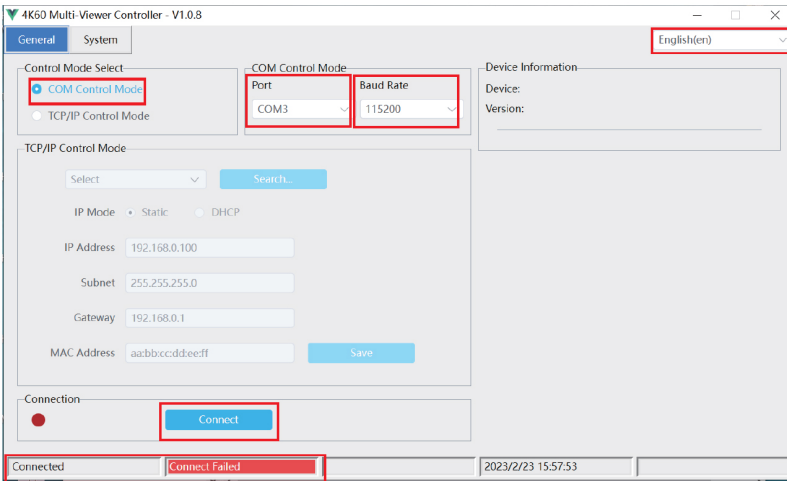 4K60 Multi-Viewer Controller - V1.0.8
General System English(en)
Control Mode Select
COM Control Mode
TCP/IP Control Mode
COM Control Mode
Port Baud Rate
COM3 115200
Device Information
Device:
Version:
TCP/IP Control Mode
Select Search...
IP Mode Static DHCP
IP Address 192.168.0.100
Subnet 255.255.255.0
Gateway 192.168.0.1
MAC Address aa:bb:cc:dd:ee:ff Save
Connection
Connect
Connected Connect Failed 2023/2/23 15:57:53